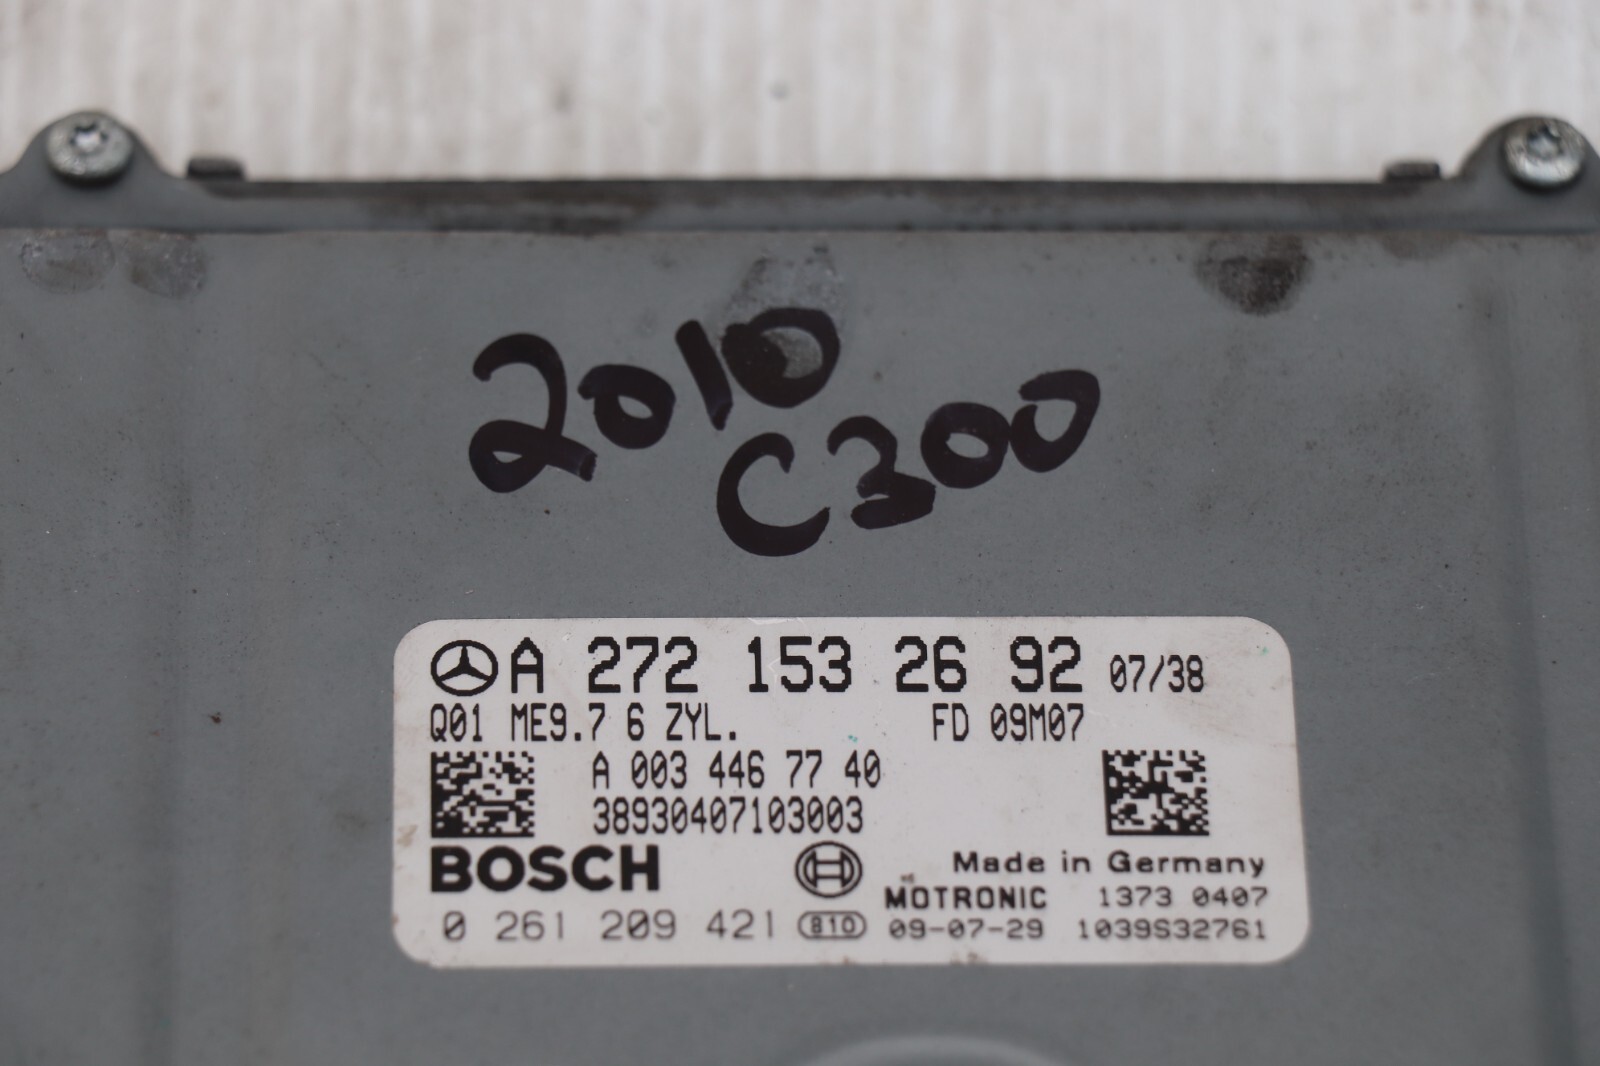 2010
C300
A 272 153 26 92 07/38
Q01 ME9.7 6 ZYL. FD 09M07
A 003 446 77 40
38930407103003
BOSCH Made in Germany
MOTRONIC 1373 0407
0 261 209 421 810 09-07-29 1039S32761